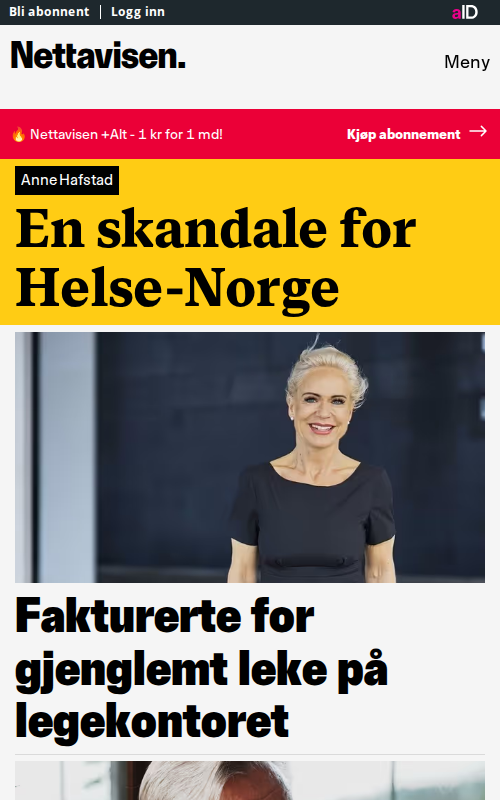 Bli abonnent | Logg inn
aID
Nettavisen.
Meny
🔥 Nettavisen +Alt - 1 kr for 1 md!
Kjøp abonnement →
Anne Hafstad
En skandale for
Helse-Norge
Fakturerte for
gjenglemt leke på
legekontoret